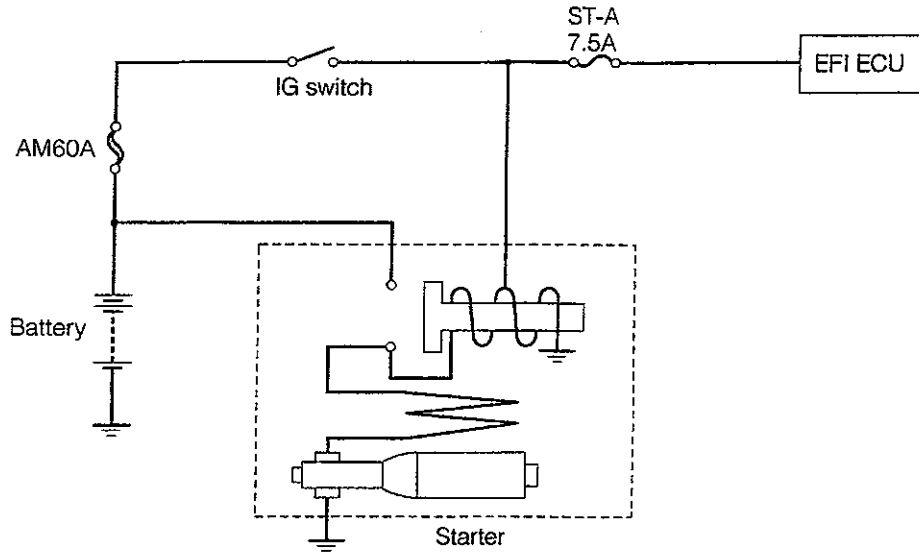 ST-A
7.5A
EFI ECU
IG switch
AM60A
Battery
Starter